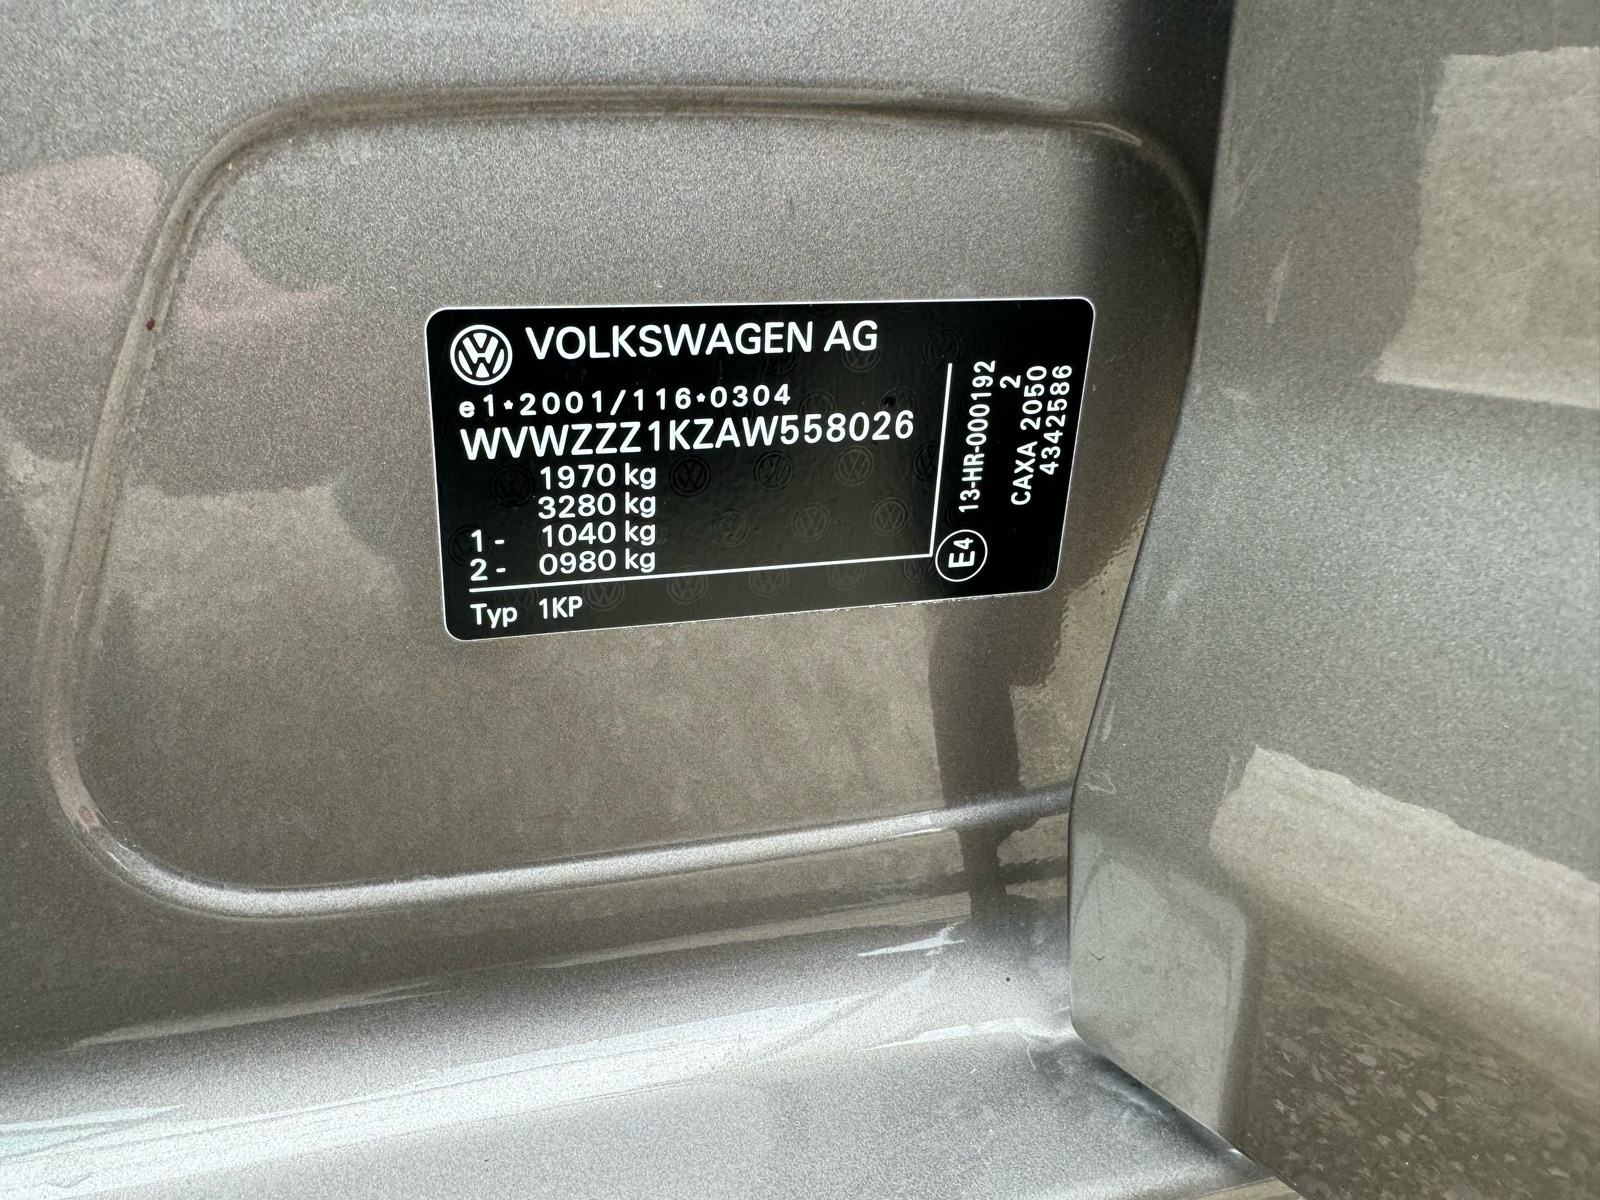 VOLKSWAGEN AG
e1*2001/116*0304
WVWZZZ1KZAW558026
1970 kg
3280 kg
1- 1040 kg
2- 0980 kg
Typ 1KP
E4 13-HR-000192
2
CAXA 2050
4342586